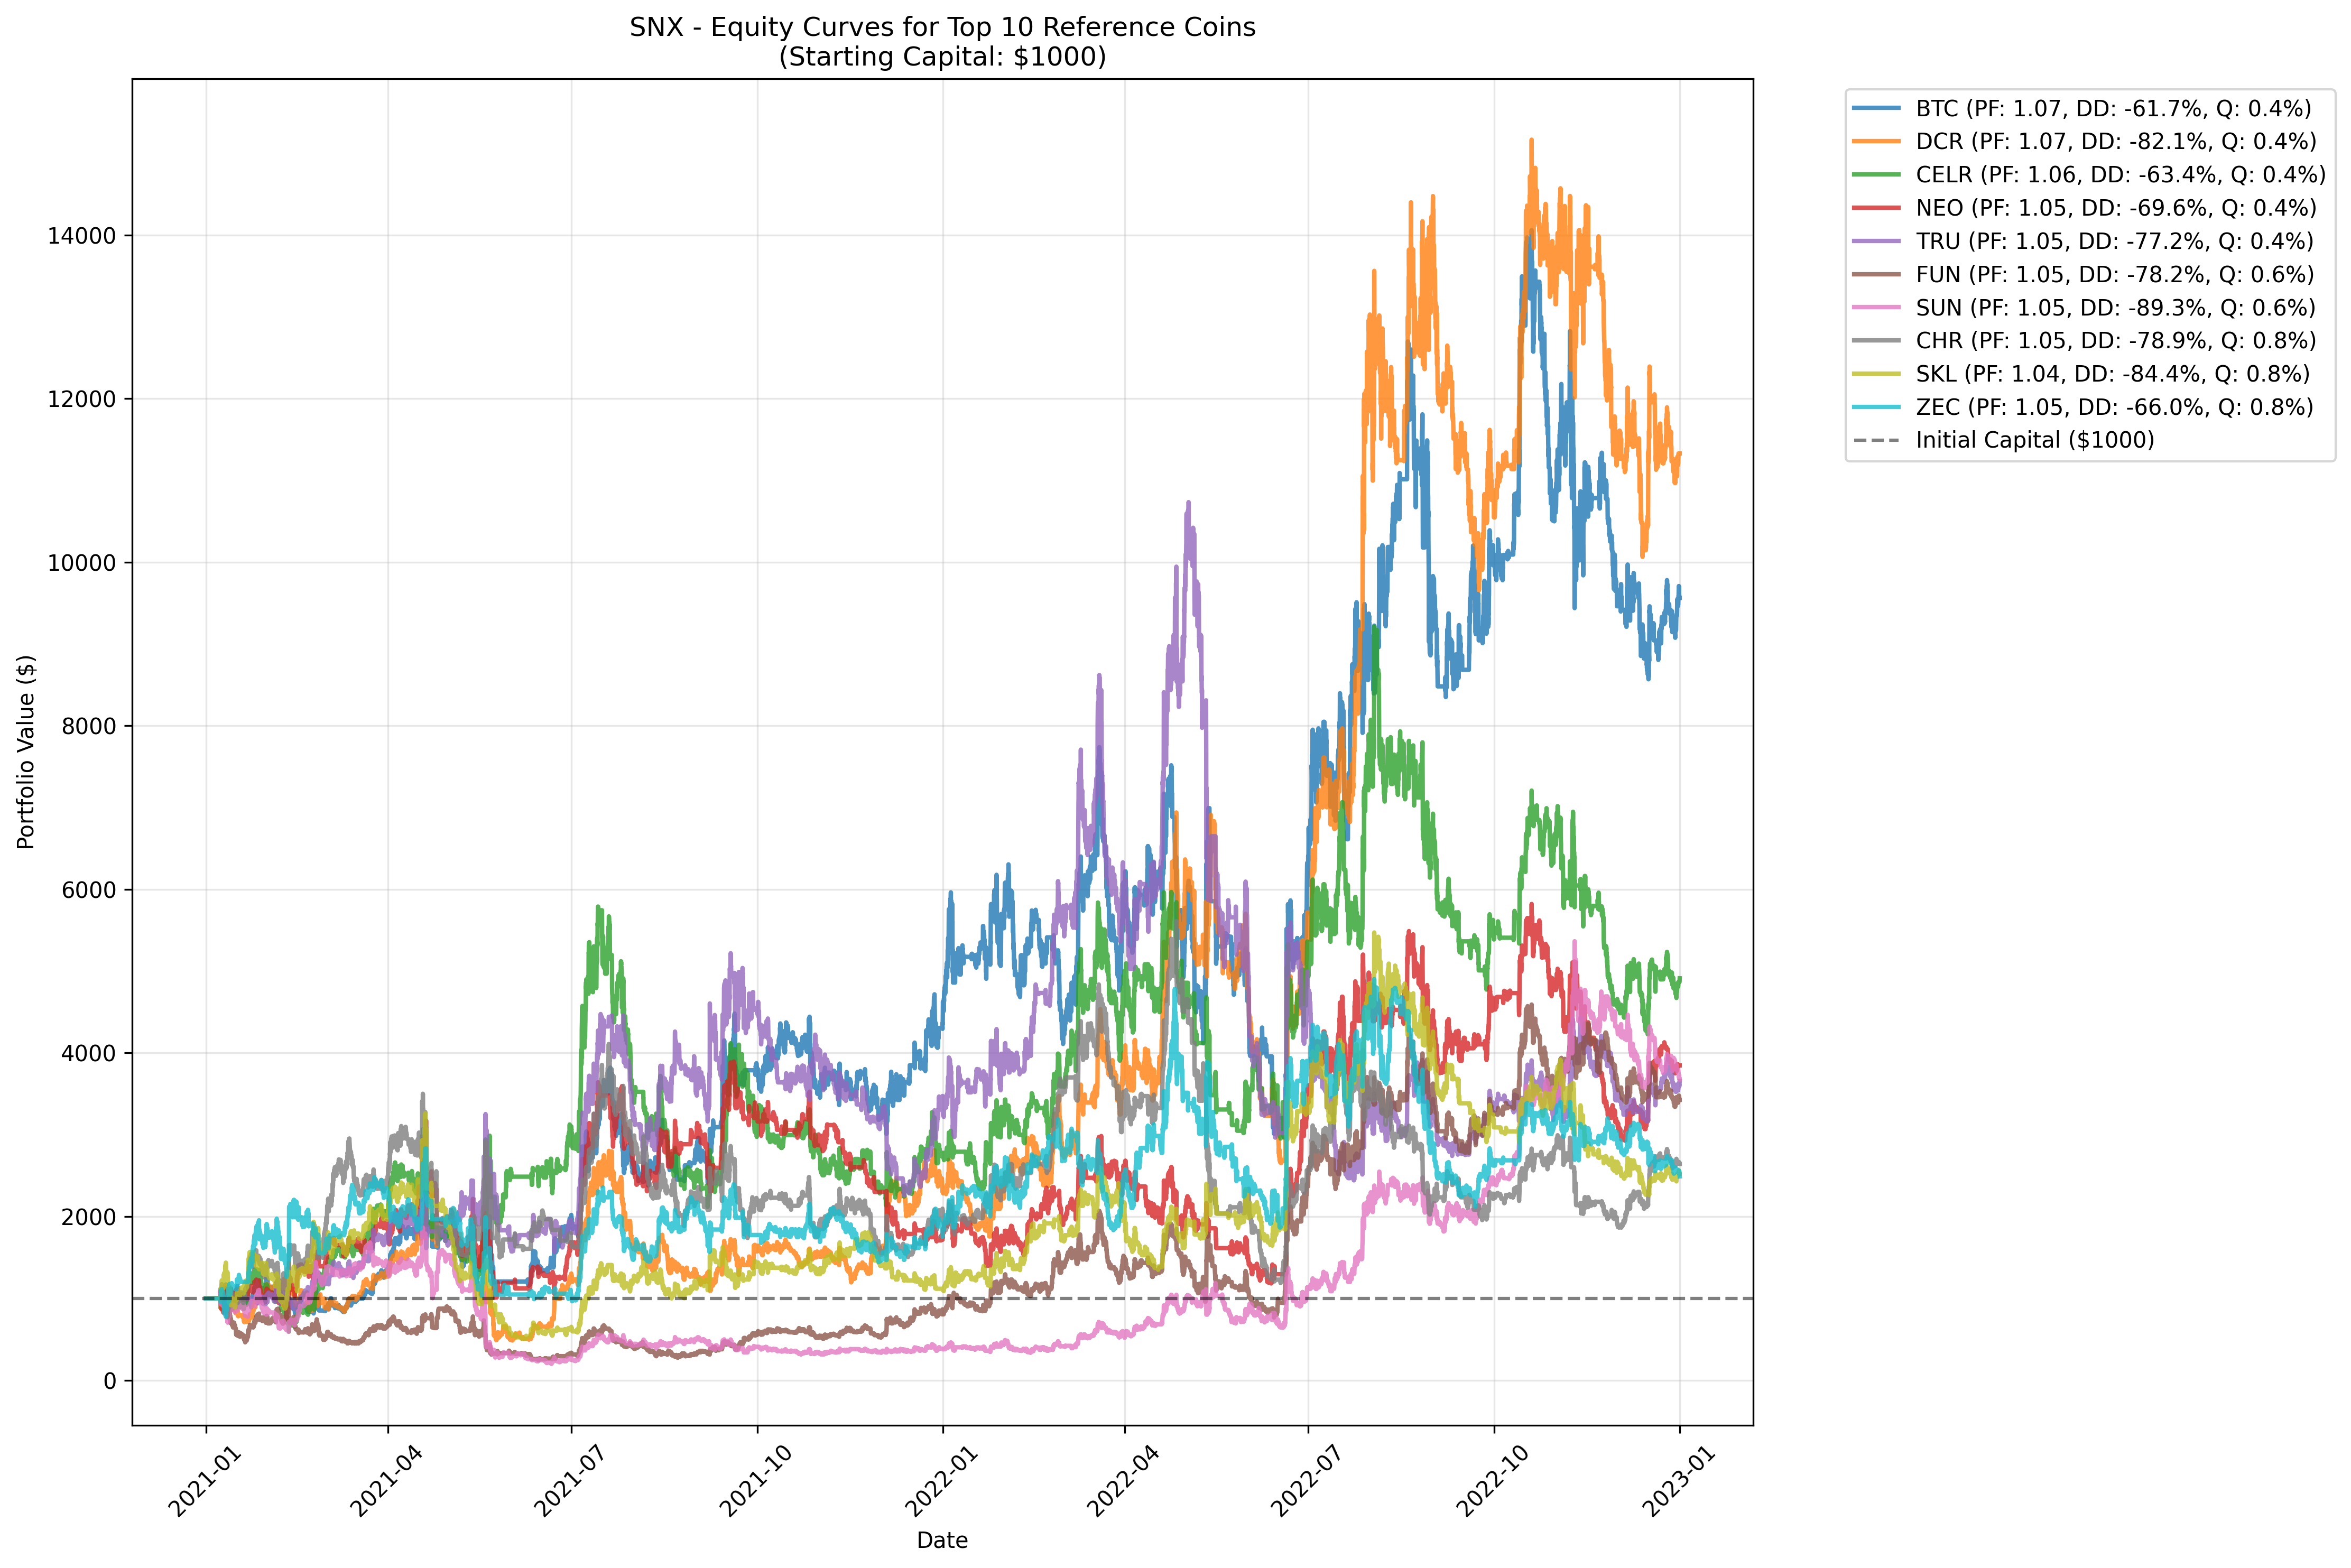 SNX - Equity Curves for Top 10 Reference Coins
(Starting Capital: $1000)
BTC (PF: 1.07, DD: -61.7%, Q: 0.4%)
DCR (PF: 1.07, DD: -82.1%, Q: 0.4%)
CELR (PF: 1.06, DD: -63.4%, Q: 0.4%)
NEO (PF: 1.05, DD: -69.6%, Q: 0.4%)
TRU (PF: 1.05, DD: -77.2%, Q: 0.4%)
FUN (PF: 1.05, DD: -78.2%, Q: 0.6%)
SUN (PF: 1.05, DD: -89.3%, Q: 0.6%)
CHR (PF: 1.05, DD: -78.9%, Q: 0.8%)
SKL (PF: 1.04, DD: -84.4%, Q: 0.8%)
ZEC (PF: 1.05, DD: -66.0%, Q: 0.8%)
Initial Capital ($1000)
Portfolio Value ($)
14000
12000
10000
8000
6000
4000
2000
0
2021-01
2021-04
2021-07
2021-10
2022-01
2022-04
2022-07
2022-10
2023-01
Date